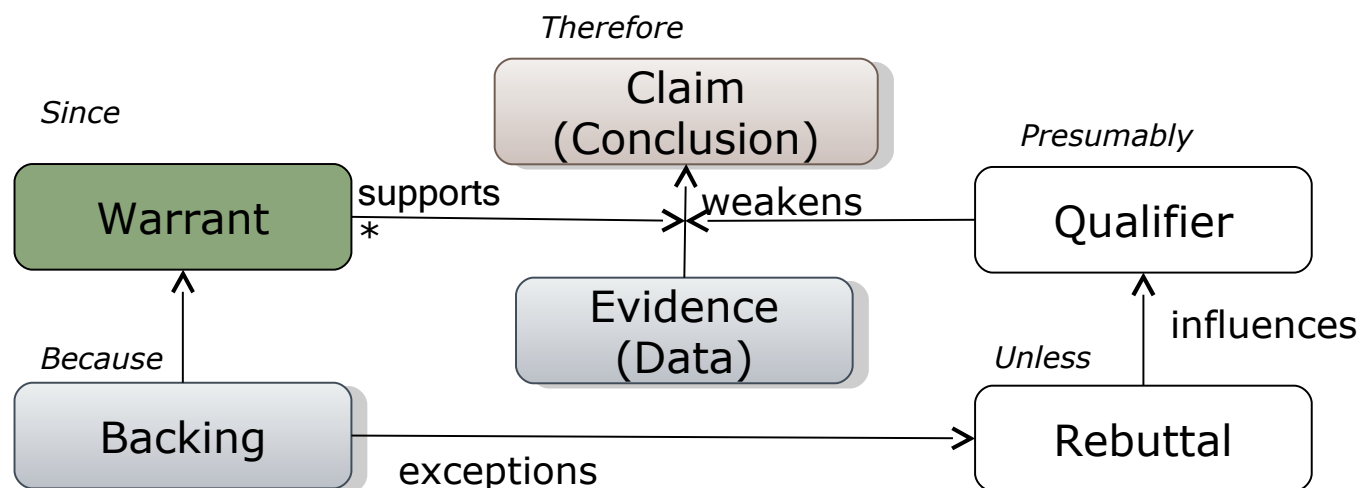 Therefore
Claim
(Conclusion)
Since
Presumably
Warrant
supports
*
weakens
Qualifier
Evidence
(Data)
influences
Because
Unless
Backing
exceptions
Rebuttal